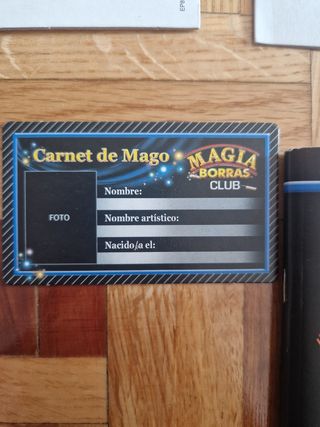 Carnet de Mago
MAGIA
BORRAS
CLUB
FOTO
Nombre:
Nombre artístico:
Nacido/a el: